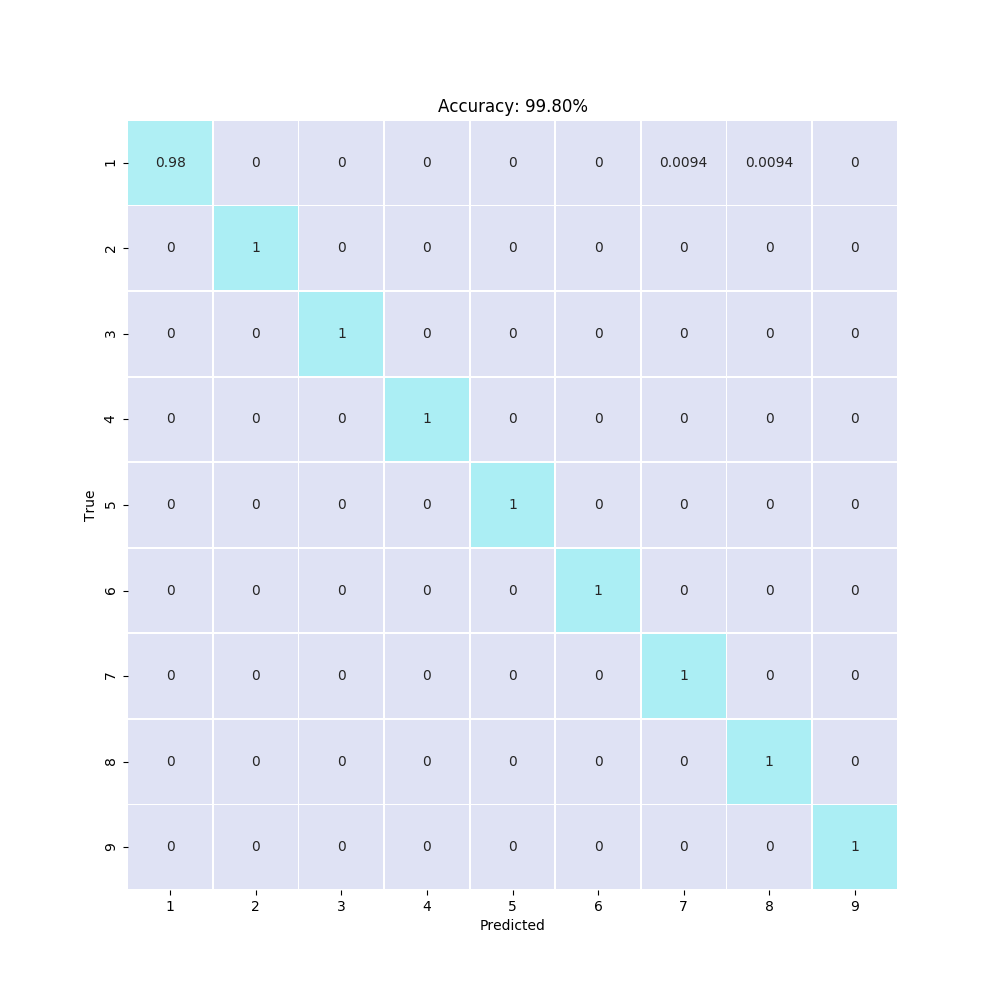 Accuracy: 99.80%
1 0.98 0 0 0 0 0 0.0094 0.0094 0
2 0 1 0 0 0 0 0 0 0
3 0 0 1 0 0 0 0 0 0
4 0 0 0 1 0 0 0 0 0
True
5 0 0 0 0 1 0 0 0 0
6 0 0 0 0 0 1 0 0 0
7 0 0 0 0 0 0 1 0 0
8 0 0 0 0 0 0 0 1 0
9 0 0 0 0 0 0 0 0 1
1 2 3 4 5 6 7 8 9
Predicted